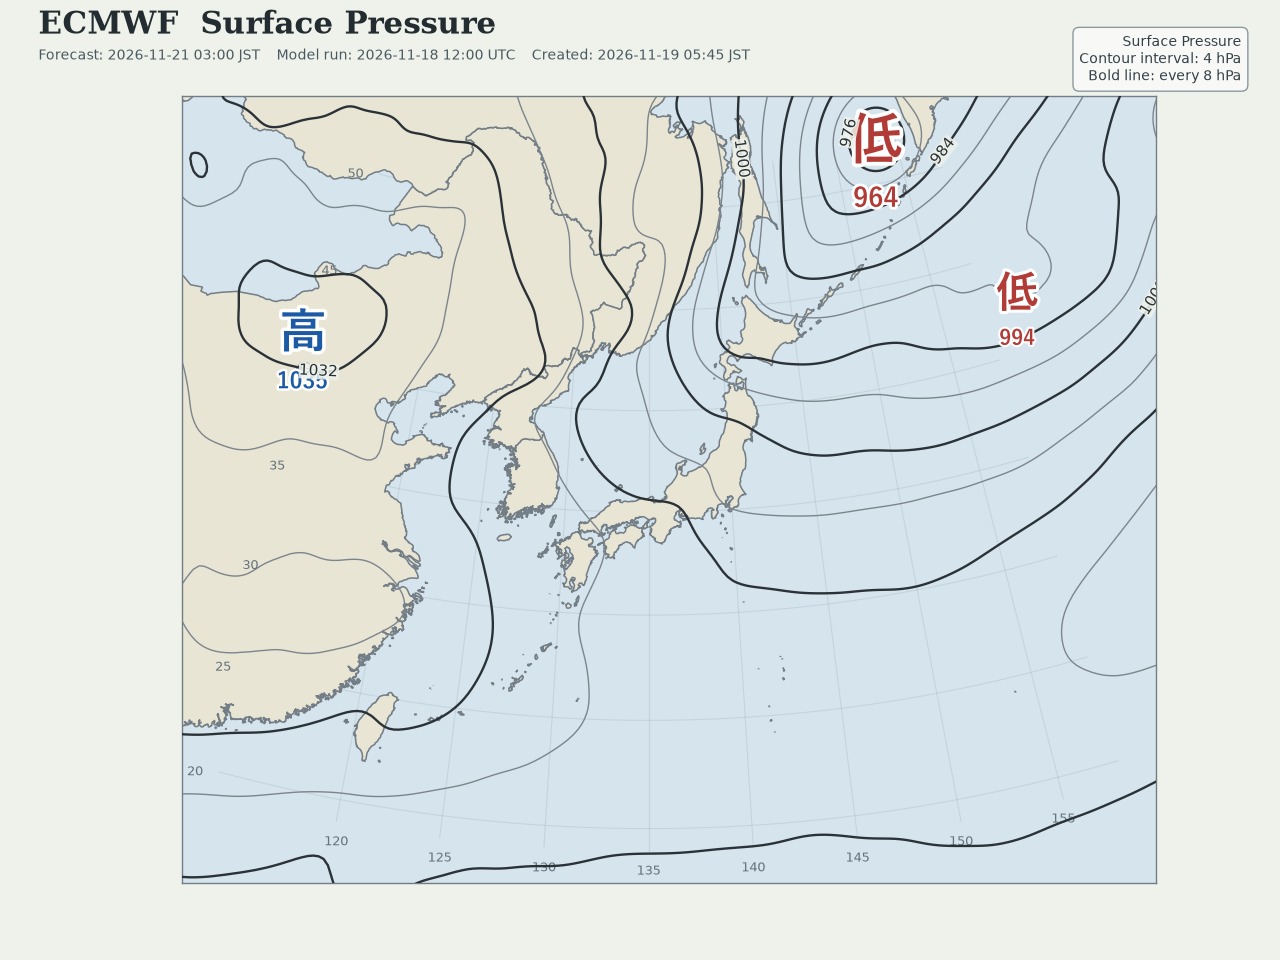 ECMWF  Surface Pressure
Forecast: 2026-11-21 03:00 JST    Model run: 2026-11-18 12:00 UTC    Created: 2026-11-19 05:45 JST
Surface Pressure
Contour interval: 4 hPa
Bold line: every 8 hPa
976
低
964
984
1000
50
45
低
994
高
1035
1032
35
30
25
20
120
125
130
135
140
145
150
155